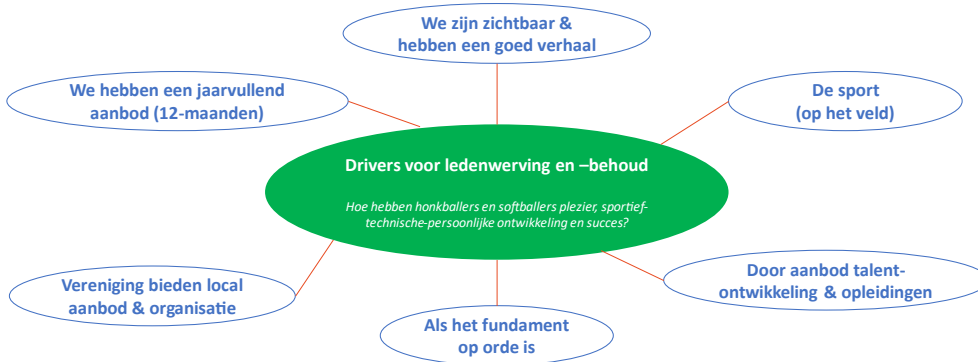 We zijn zichtbaar &
hebben een goed verhaal
We hebben een jaarvullend
aanbod (12-maanden)
De sport
(op het veld)
Drivers voor ledenwerving en –behoud
Hoe hebben honkballers en softballers plezier, sportief-
technische-persoonlijke ontwikkeling en succes?
Vereniging bieden local
aanbod & organisatie
Door aanbod talent-
ontwikkeling & opleidingen
Als het fundament
op orde is